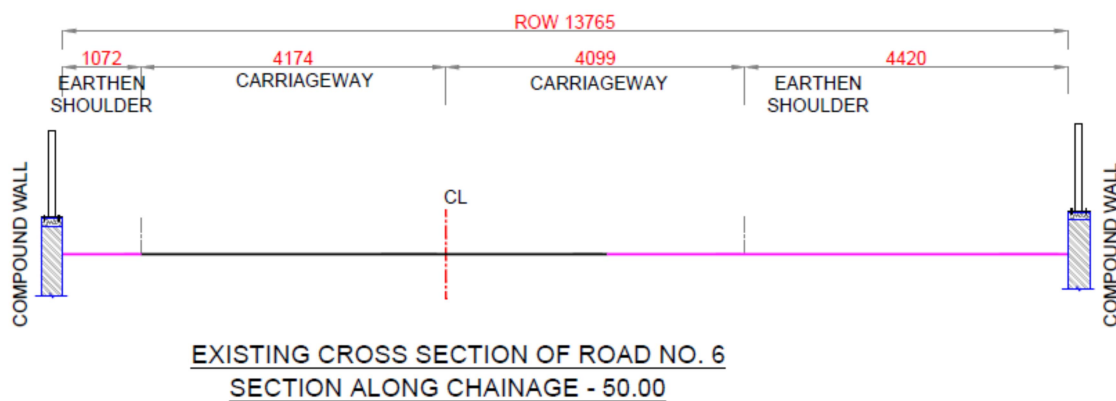 ROW 13765
1072
4174
4099
4420
EARTHEN
SHOULDER
CARRIAGEWAY
CARRIAGEWAY
EARTHEN
SHOULDER
COMPOUND WALL
CL
COMPOUND WALL
EXISTING CROSS SECTION OF ROAD NO. 6
SECTION ALONG CHAINAGE - 50.00